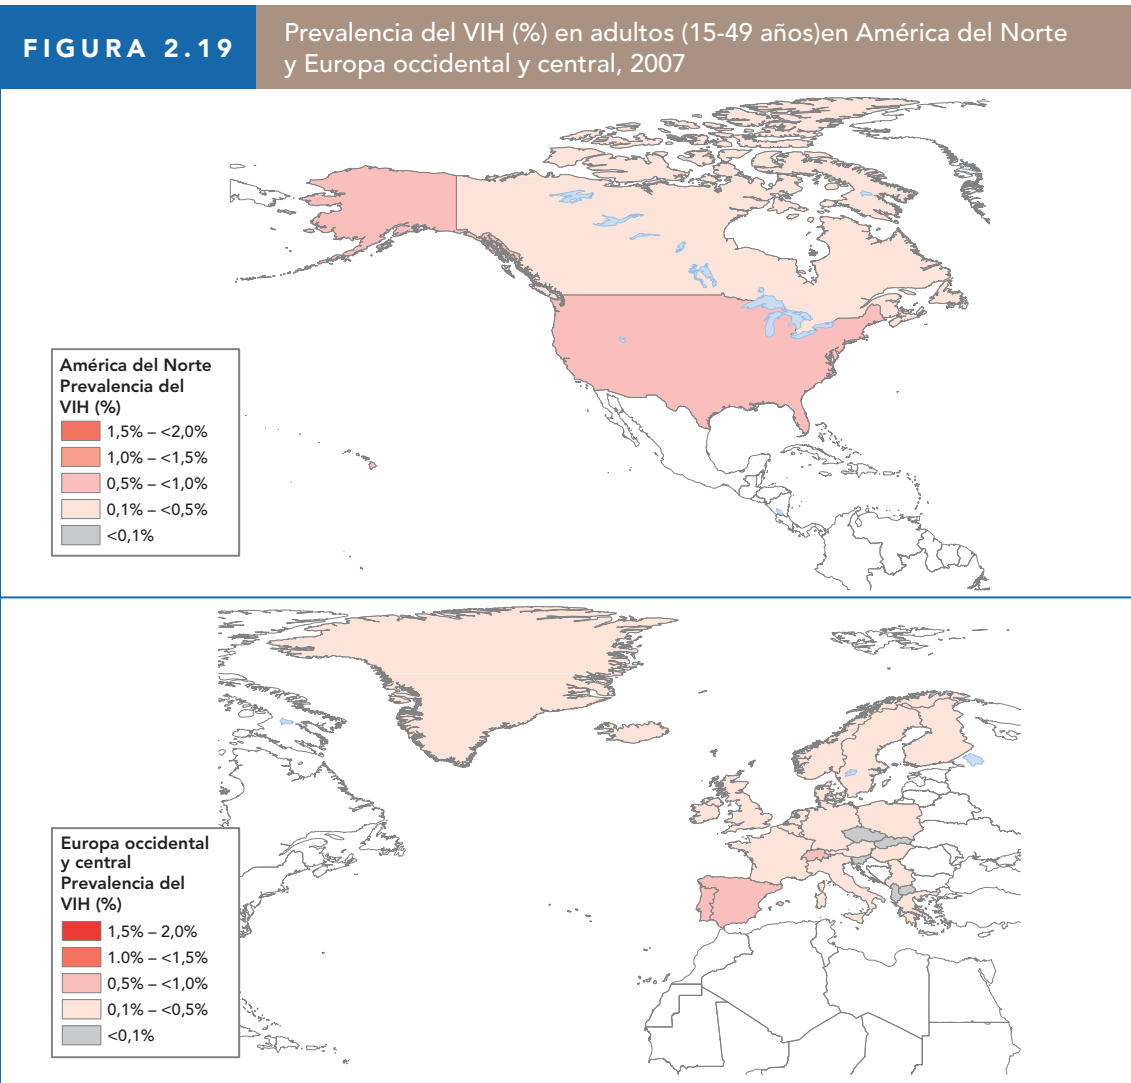 FIGURA 2.19
Prevalencia del VIH (%) en adultos (15-49 años)en América del Norte
y Europa occidental y central, 2007
América del Norte
Prevalencia del
VIH (%)
1,5% – <2,0%
1,0% – <1,5%
0,5% – <1,0%
0,1% – <0,5%
<0,1%
Europa occidental
y central
Prevalencia del
VIH (%)
1,5% – 2,0%
1.0% – <1,5%
0,5% – <1,0%
0,1% – <0,5%
<0,1%